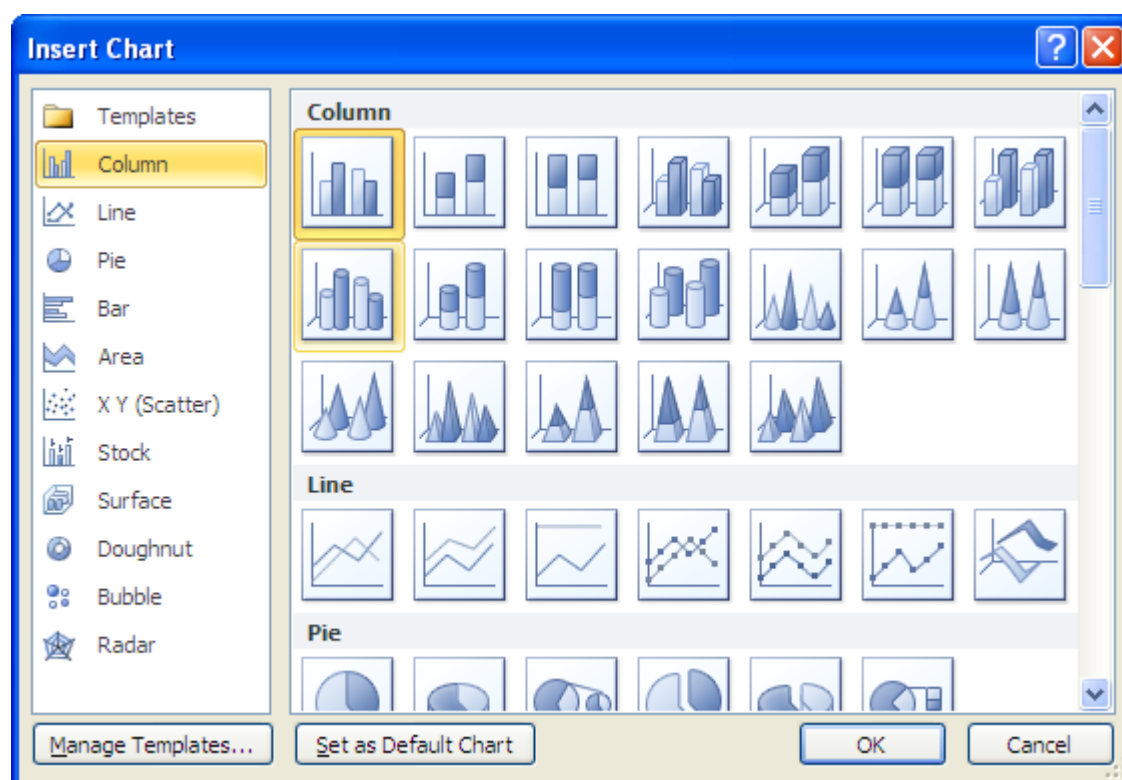 Insert Chart
Templates
Column
Line
Pie
Bar
Area
X Y (Scatter)
Stock
Surface
Doughnut
Bubble
Radar
Column
Line
Pie
Manage Templates...
Set as Default Chart
OK
Cancel